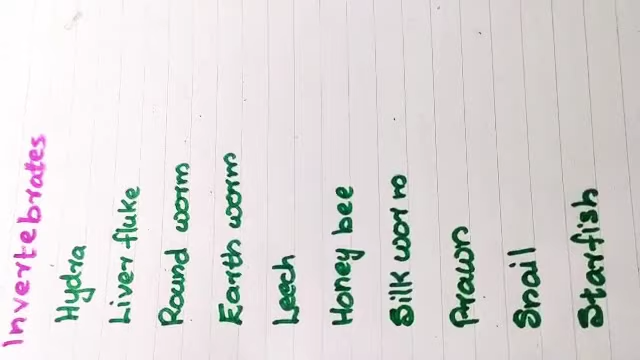 Invertebrates
Hydra
Liver fluke
Round worm
Earth worm
Leech
Honey bee
Silk worm
Prawn
Snail
Starfish